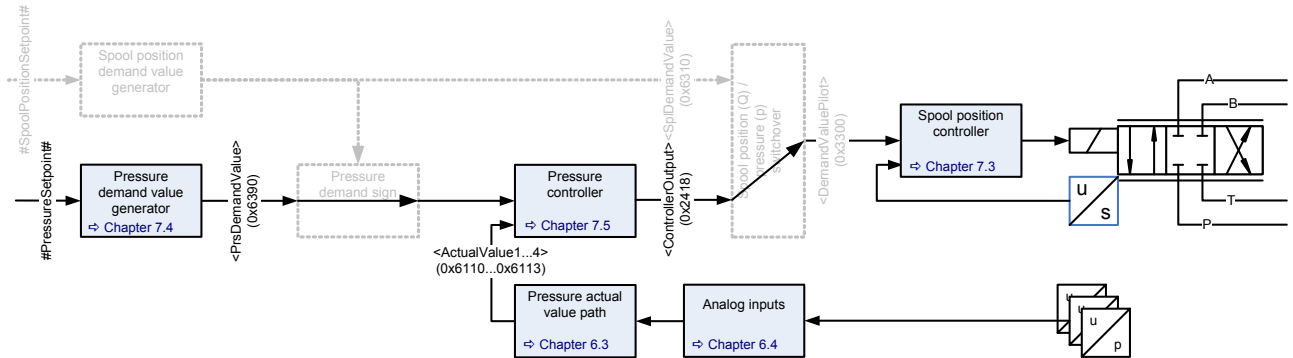 #SpoolPositionSetpoint#
Spool position
demand value
generator
<SplDemandValue>
(0x6310)
Spool position (Q) /
pressure (p)
switchover
<DemandValuePilot>
(0x3300)
Spool position
controller
⇨ Chapter 7.3
A
B
T
P
u
s
#PressureSetpoint#
Pressure
demand value
generator
⇨ Chapter 7.4
<PrsDemandValue>
(0x6390)
Pressure
demand sign
Pressure
controller
⇨ Chapter 7.5
<ControllerOutput>
(0x2418)
<ActualValue1...4>
(0x6110...0x6113)
Pressure actual
value path
⇨ Chapter 6.3
Analog inputs
⇨ Chapter 6.4
u
u
u
p